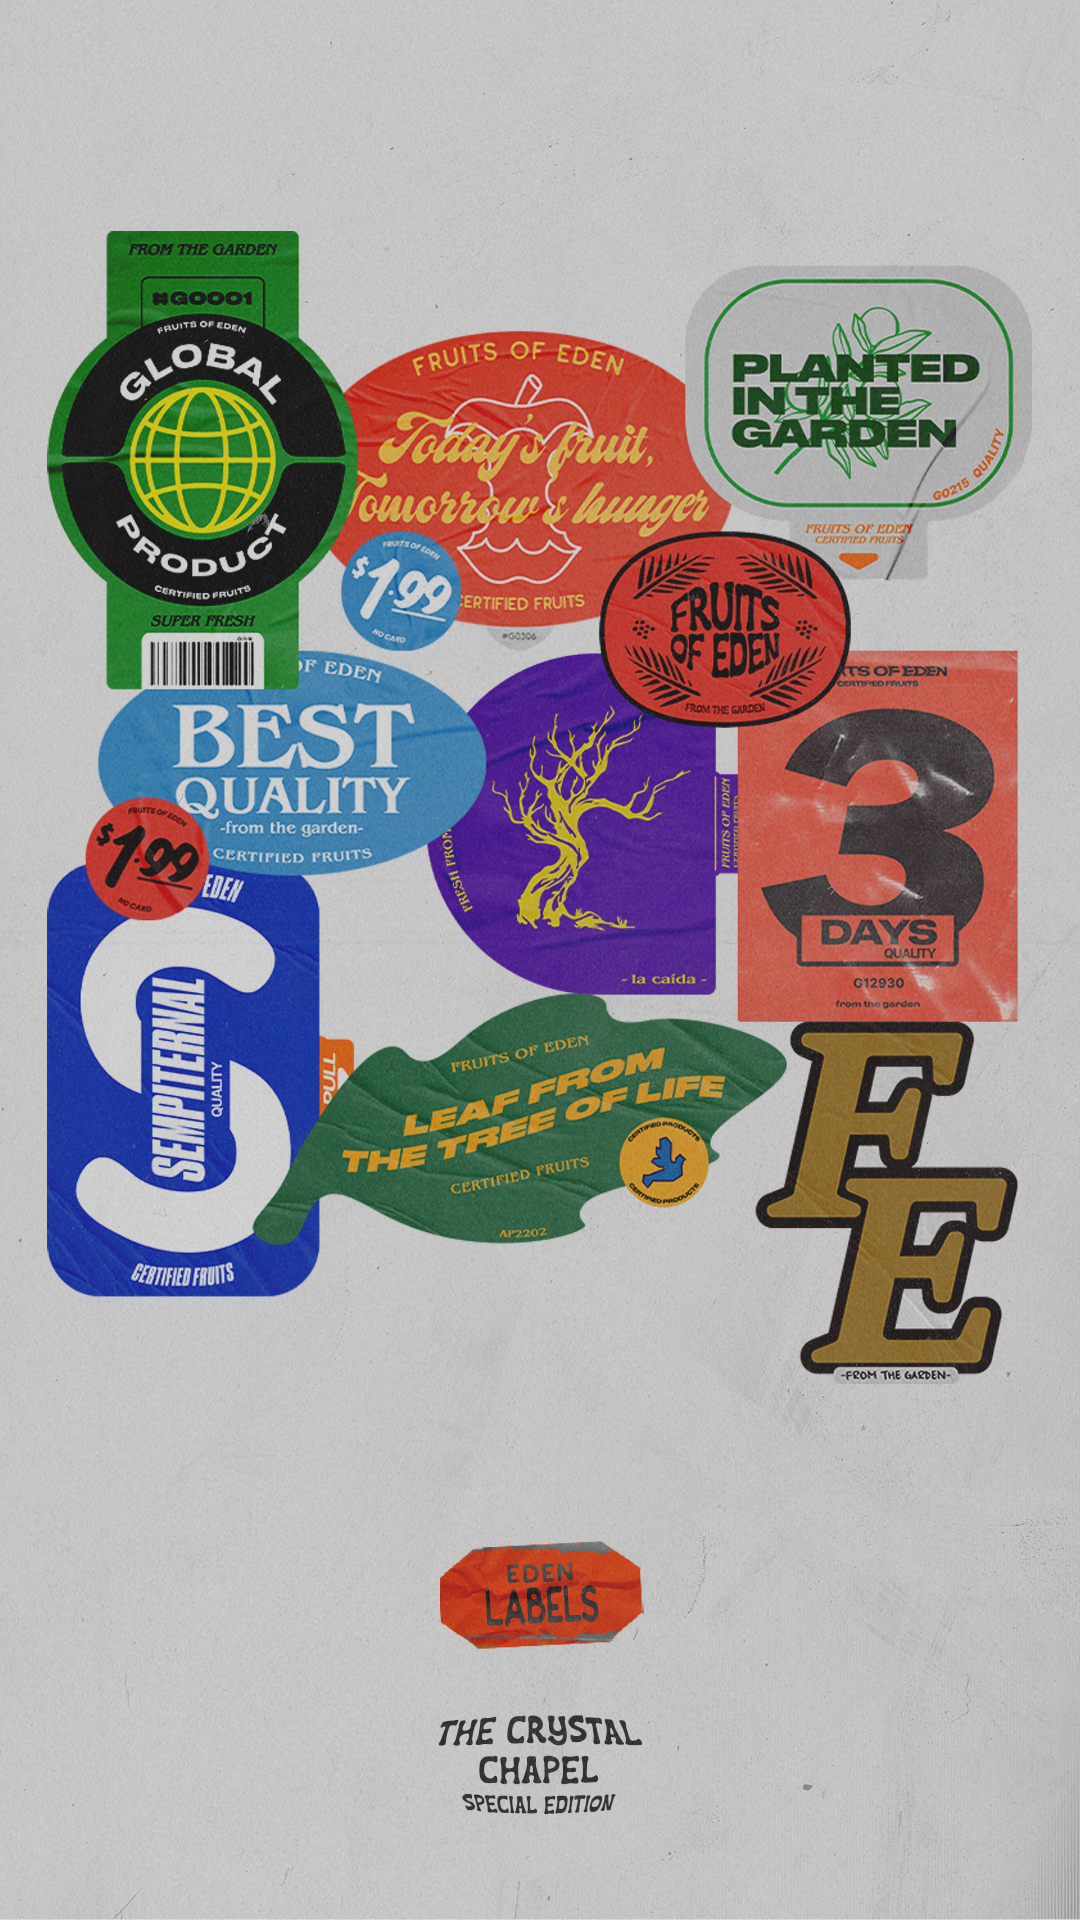 FROM THE GARDEN
#G0001
FRUITS OF EDEN
GLOBAL
PRODUCT
CERTIFIED FRUITS
SUPER FRESH
FRUITS OF EDEN
Today's fruit,
Tomorrow's hunger
CERTIFIED FRUITS
#G0306
PLANTED
IN THE
GARDEN
G0215 QUALITY
FRUITS OF EDEN
CERTIFIED FRUITS
FRUITS OF EDEN
$1.99
NO CARD
FRUITS
OF EDEN
FROM THE GARDEN
OF EDEN
BEST
QUALITY
-from the garden-
CERTIFIED FRUITS
FRUITS OF EDEN
$1.99
NO CARD
FRESH FROM
FRUITS OF EDEN
CERTIFIED FRUITS
- la caída -
ITS OF EDEN
CERTIFIED FRUITS
3
DAYS
QUALITY
G12930
from the garden
EDEN
S
SEMPITERNAL
QUALITY
CERTIFIED FRUITS
PULL
FRUITS OF EDEN
LEAF FROM
THE TREE OF LIFE
CERTIFIED FRUITS
AP2202
CERTIFIED PRODUCTS
CERTIFIED PRODUCTS
F
E
-FROM THE GARDEN-
EDEN
LABELS
THE CRYSTAL
CHAPEL
SPECIAL EDITION